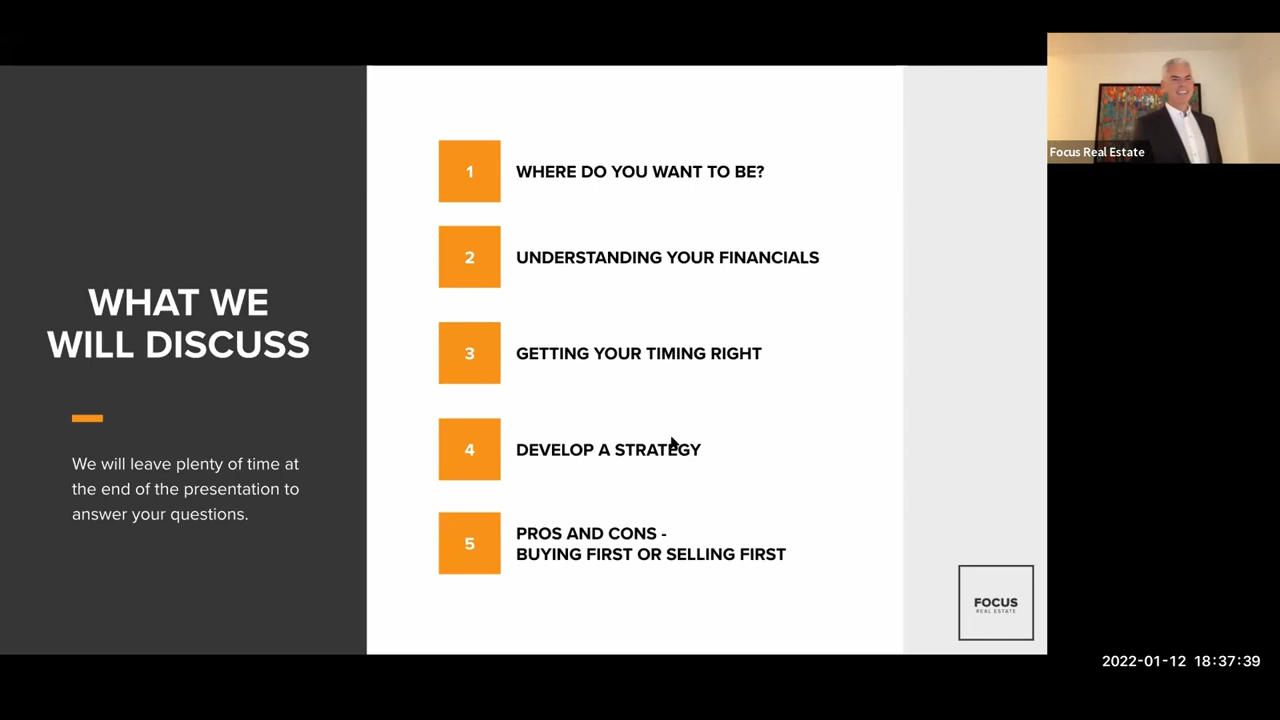 WHAT WE
WILL DISCUSS
We will leave plenty of time at
the end of the presentation to
answer your questions.
1
WHERE DO YOU WANT TO BE?
2
UNDERSTANDING YOUR FINANCIALS
3
GETTING YOUR TIMING RIGHT
4
DEVELOP A STRATEGY
5
PROS AND CONS -
BUYING FIRST OR SELLING FIRST
FOCUS
REAL ESTATE
Focus Real Estate
2022-01-12 18:37:39